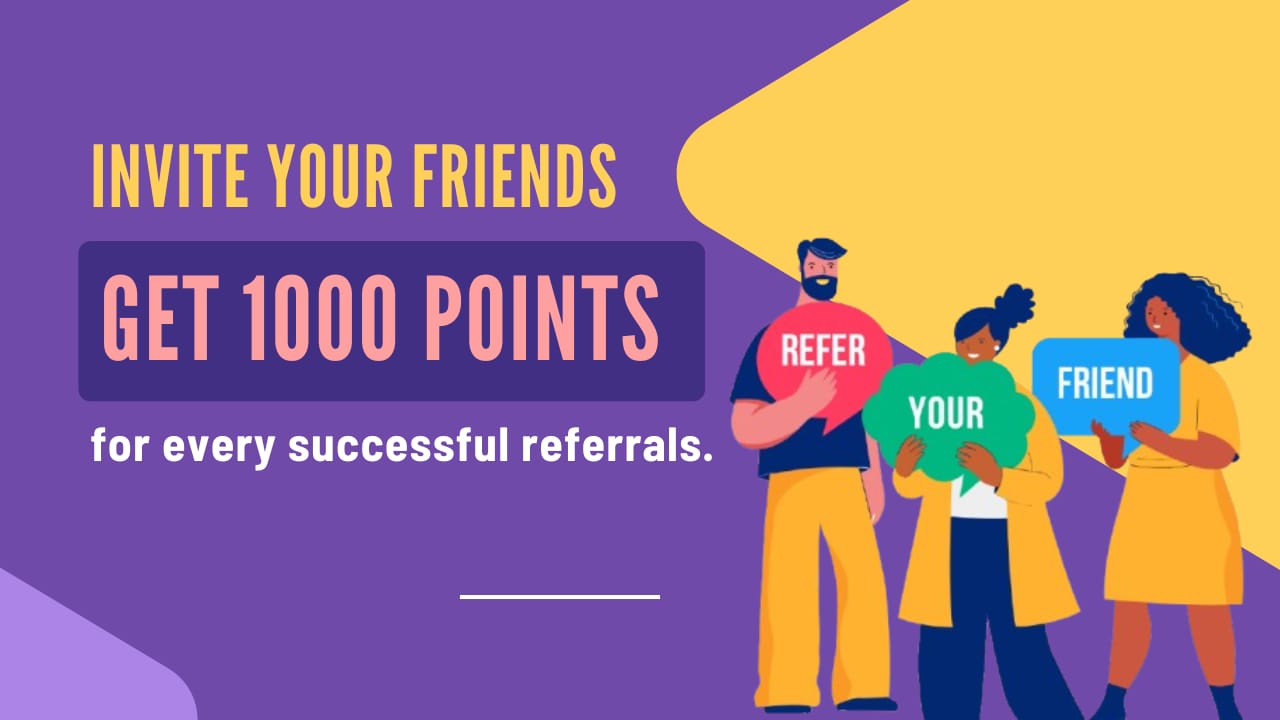 INVITE YOUR FRIENDS
GET 1000 POINTS
for every successful referrals.
REFER
YOUR
FRIEND